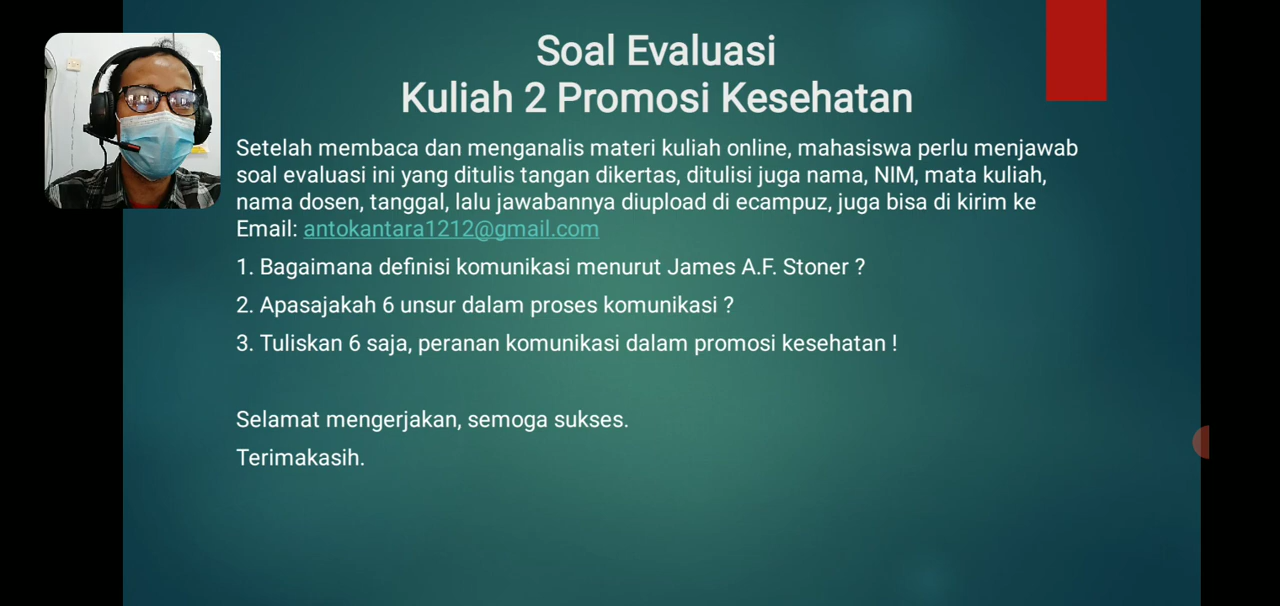 Soal Evaluasi
Kuliah 2 Promosi Kesehatan
Setelah membaca dan menganalis materi kuliah online, mahasiswa perlu menjawab
soal evaluasi ini yang ditulis tangan dikertas, ditulisi juga nama, NIM, mata kuliah,
nama dosen, tanggal, lalu jawabannya diupload di ecampuz, juga bisa di kirim ke
Email: antokantara1212@gmail.com
1. Bagaimana definisi komunikasi menurut James A.F. Stoner ?
2. Apasajakah 6 unsur dalam proses komunikasi ?
3. Tuliskan 6 saja, peranan komunikasi dalam promosi kesehatan !
Selamat mengerjakan, semoga sukses.
Terimakasih.